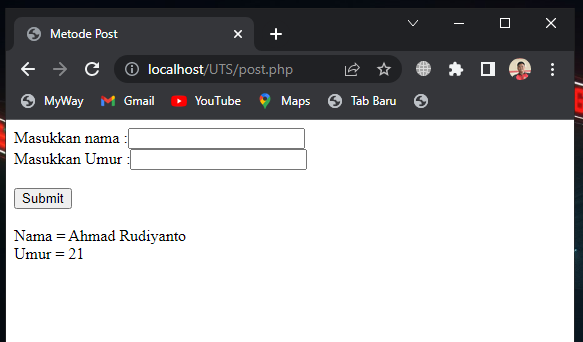 Metode Post
localhost/UTS/post.php
MyWay Gmail YouTube Maps Tab Baru
Masukkan nama :
Masukkan Umur :
Submit
Nama = Ahmad Rudiyanto
Umur = 21